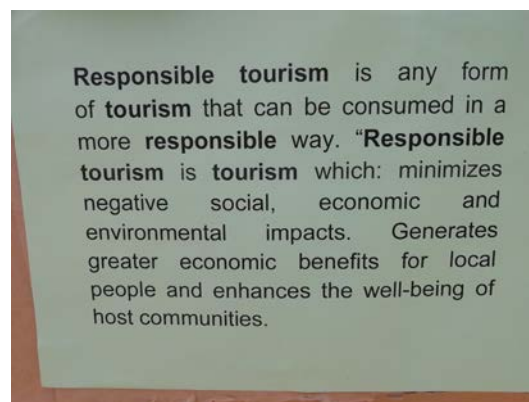 Responsible tourism is any form
of tourism that can be consumed in a
more responsible way. “Responsible
tourism is tourism which: minimizes
negative social, economic and
environmental impacts. Generates
greater economic benefits for local
people and enhances the well-being of
host communities.